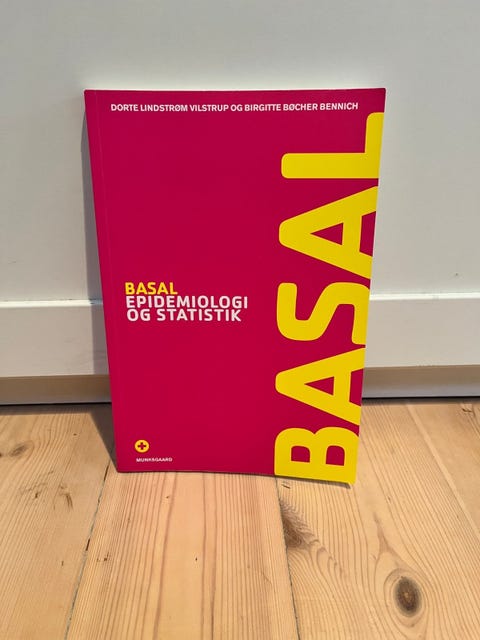 DORTE LINDSTRØM VILSTRUP OG BIRGITTE BØCHER BENNICH
BASAL
BASAL
EPIDEMIOLOGI
OG STATISTIK
MUNKSGAARD